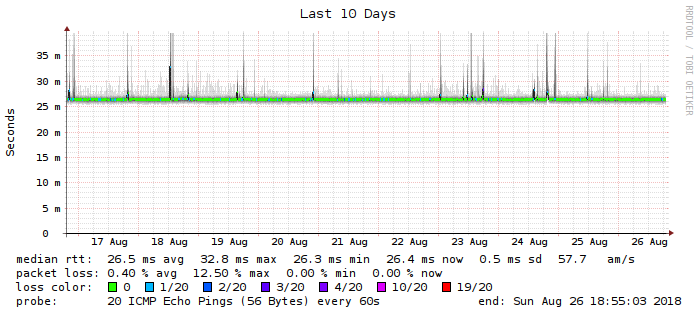 Last 10 Days
RRDTOOL / TOBI OETIKER
Seconds
35 m
30 m
25 m
20 m
15 m
10 m
5 m
0
17 Aug 18 Aug 19 Aug 20 Aug 21 Aug 22 Aug 23 Aug 24 Aug 25 Aug 26 Aug
median rtt: 26.5 ms avg 32.8 ms max 26.3 ms min 26.4 ms now 0.5 ms sd 57.7 am/s
packet loss: 0.40 % avg 12.50 % max 0.00 % min 0.00 % now
loss color: 0 1/20 2/20 3/20 4/20 10/20 19/20
probe: 20 ICMP Echo Pings (56 Bytes) every 60s end: Sun Aug 26 18:55:03 2018